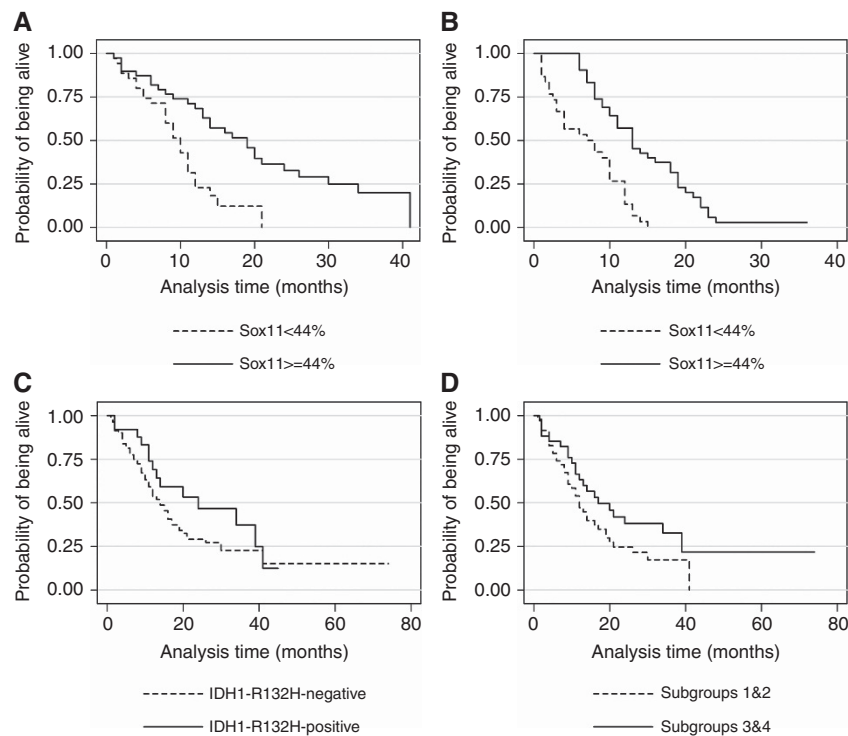 A
Probability of being alive
1.00
0.75
0.50
0.25
0.00
0 10 20 30 40
Analysis time (months)
Sox11<44%
Sox11>=44%
B
Probability of being alive
1.00
0.75
0.50
0.25
0.00
0 10 20 30 40
Analysis time (months)
Sox11<44%
Sox11>=44%
C
Probability of being alive
1.00
0.75
0.50
0.25
0.00
0 20 40 60 80
Analysis time (months)
IDH1-R132H-negative
IDH1-R132H-positive
D
Probability of being alive
1.00
0.75
0.50
0.25
0.00
0 20 40 60 80
Analysis time (months)
Subgroups 1&2
Subgroups 3&4